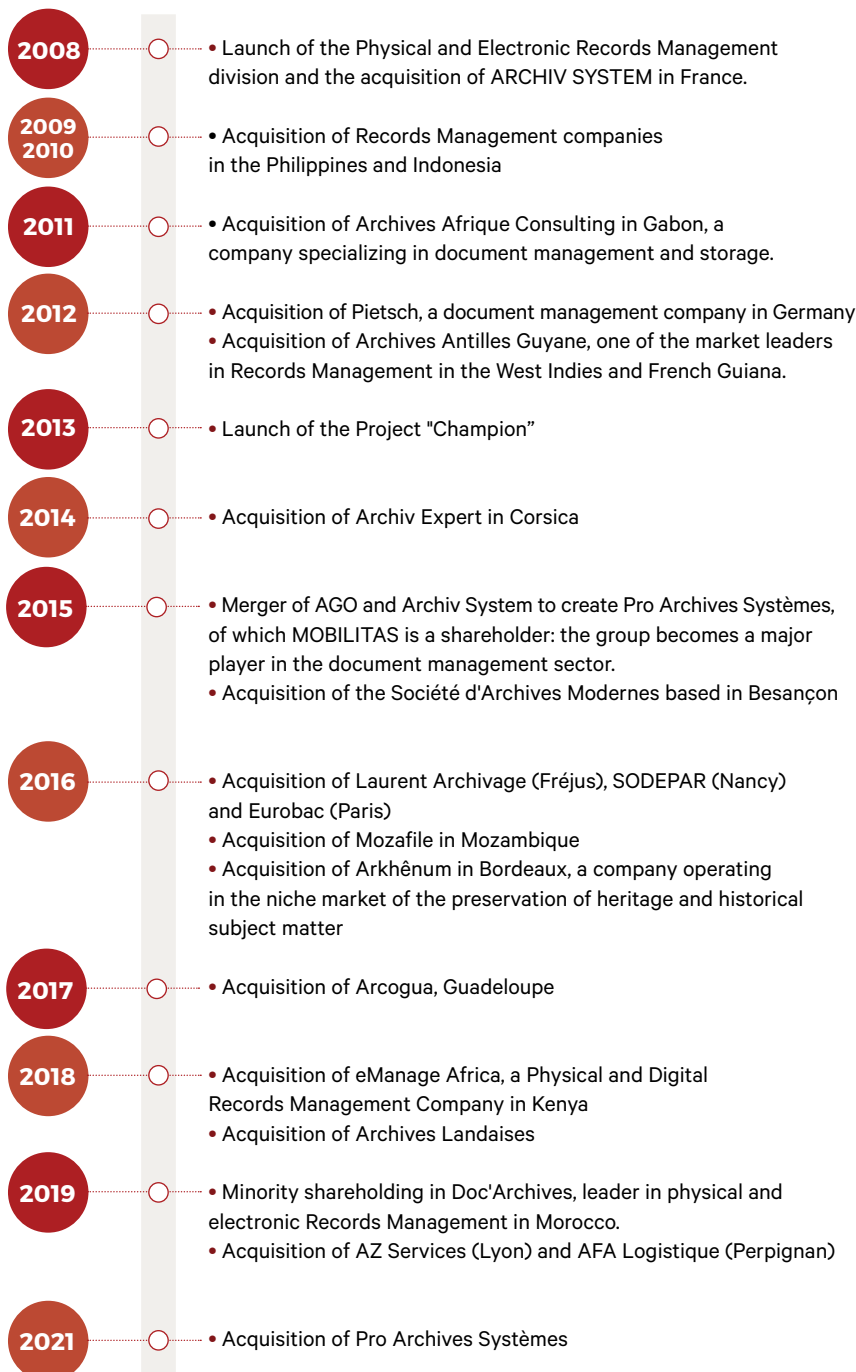 2008
• Launch of the Physical and Electronic Records Management
division and the acquisition of ARCHIV SYSTEM in France.
2009
2010
• Acquisition of Records Management companies
in the Philippines and Indonesia
2011
• Acquisition of Archives Afrique Consulting in Gabon, a
company specializing in document management and storage.
2012
• Acquisition of Pietsch, a document management company in Germany
• Acquisition of Archives Antilles Guyane, one of the market leaders
in Records Management in the West Indies and French Guiana.
2013
• Launch of the Project "Champion”
2014
• Acquisition of Archiv Expert in Corsica
2015
• Merger of AGO and Archiv System to create Pro Archives Systèmes,
of which MOBILITAS is a shareholder: the group becomes a major
player in the document management sector.
• Acquisition of the Société d'Archives Modernes based in Besançon
2016
• Acquisition of Laurent Archivage (Fréjus), SODEPAR (Nancy)
and Eurobac (Paris)
• Acquisition of Mozafile in Mozambique
• Acquisition of Arkhênum in Bordeaux, a company operating
in the niche market of the preservation of heritage and historical
subject matter
2017
• Acquisition of Arcogua, Guadeloupe
2018
• Acquisition of eManage Africa, a Physical and Digital
Records Management Company in Kenya
• Acquisition of Archives Landaises
2019
• Minority shareholding in Doc'Archives, leader in physical and
electronic Records Management in Morocco.
• Acquisition of AZ Services (Lyon) and AFA Logistique (Perpignan)
2021
• Acquisition of Pro Archives Systèmes